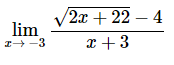 lim x→ −3 √(2x + 22) − 4 / x + 3